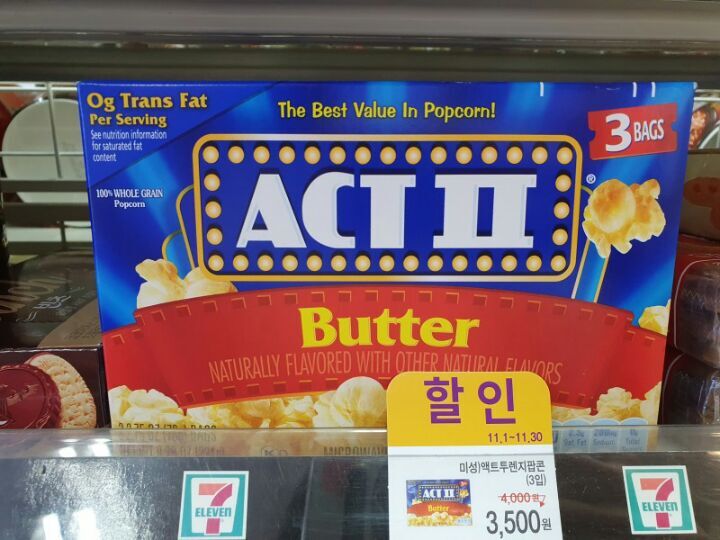 0g Trans Fat
Per Serving
See nutrition information
for saturated fat
content
100% WHOLE GRAIN
Popcorn
The Best Value In Popcorn!
3 BAGS
ACT II®
Butter
NATURALLY FLAVORED WITH OTHER NATURAL FLAVORS
할인
11.1~11.30
미성)액트투렌지팝콘
(3입)
ACT II
Butter
4,000원
3,500원
7
ELEVEN
7
ELEVEN